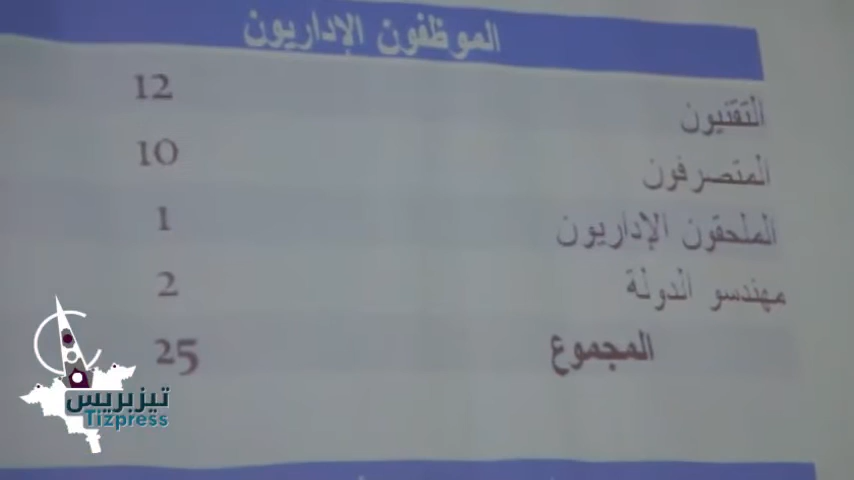 الموظفون الإداريون
التقنيون 12
المتصرفون 10
الملحقون الإداريون 1
مهندسو الدولة 2
المجموع 25
تيزبريس
Tizpress